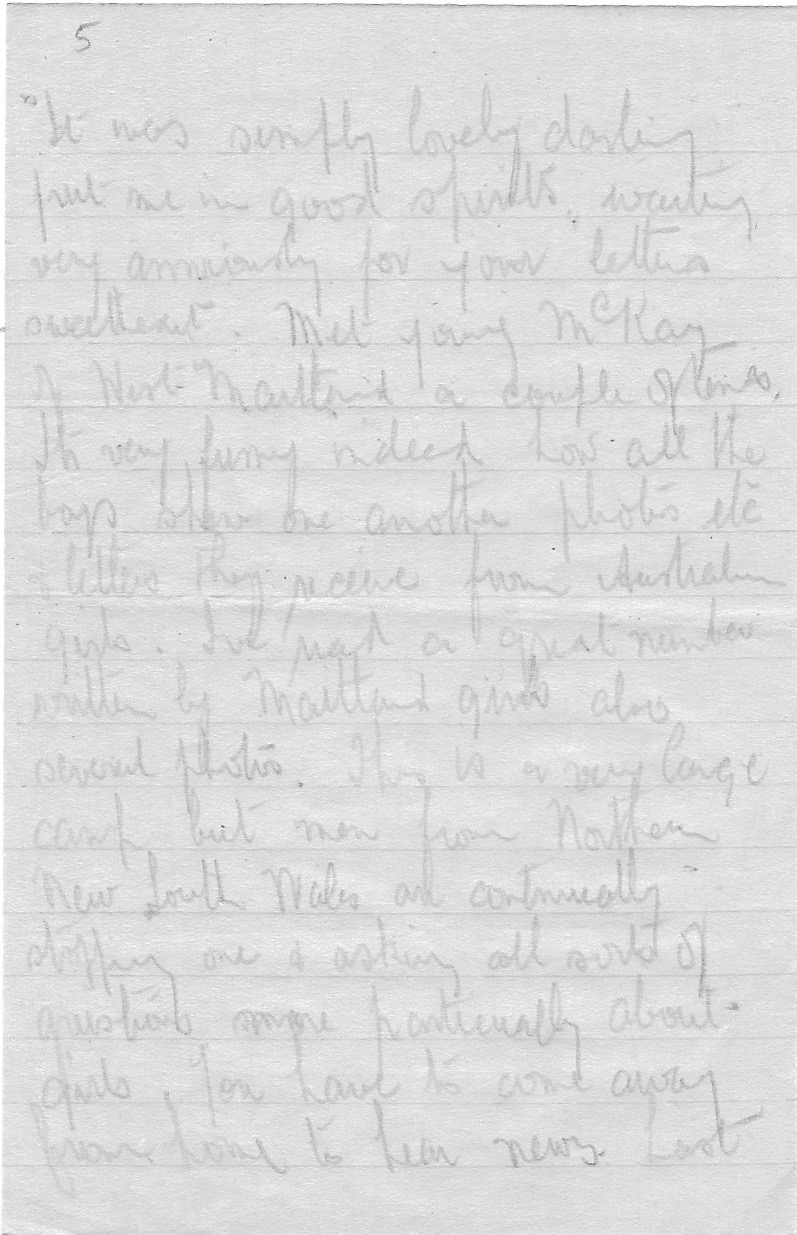 5
It was simply lovely darling
put me in good spirits, waiting
very anxiously for your letters
sweetheart. Met young McKay
of West Maitland a couple of times.
It's very funny indeed how all the
boys show one another photo's etc
& letters they receive from Australian
girls. I've read a great number
written by Maitland girls also
several photo's. This is a very large
camp, but men from Northern
New South Wales are continually
stopping one & asking all sorts of
questions more particually about
girls. You have to come away
from home to hear news. Last